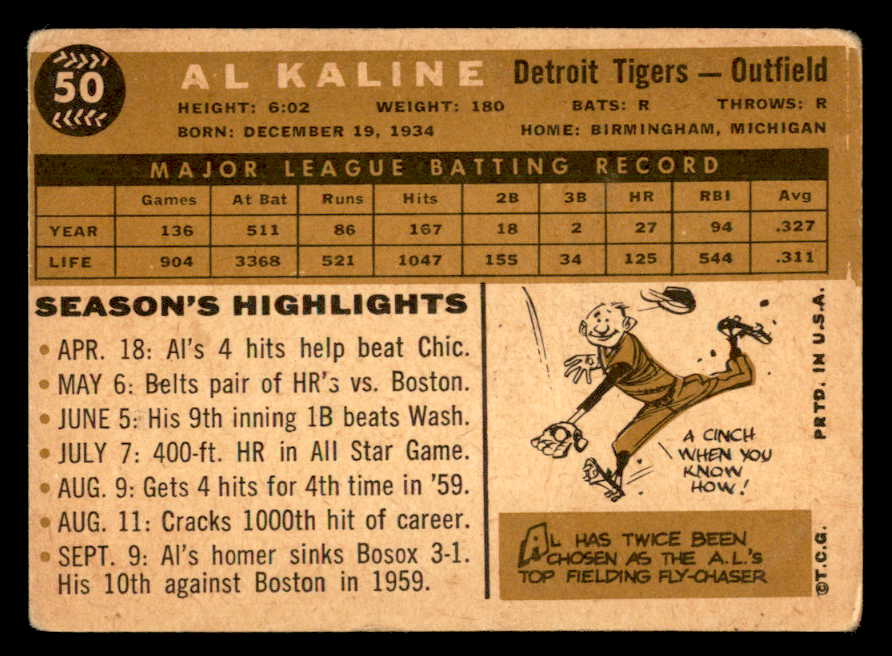 50
AL KALINE Detroit Tigers — Outfield
HEIGHT: 6:02 WEIGHT: 180 BATS: R THROWS: R
BORN: DECEMBER 19, 1934 HOME: BIRMINGHAM, MICHIGAN
MAJOR LEAGUE BATTING RECORD
Games At Bat Runs Hits 2B 3B HR RBI Avg
YEAR 136 511 86 167 18 2 27 94 .327
LIFE 904 3368 521 1047 155 34 125 544 .311
SEASON'S HIGHLIGHTS
• APR. 18: Al's 4 hits help beat Chic.
• MAY 6: Belts pair of HR's vs. Boston.
• JUNE 5: His 9th inning 1B beats Wash.
• JULY 7: 400-ft. HR in All Star Game.
• AUG. 9: Gets 4 hits for 4th time in '59.
• AUG. 11: Cracks 1000th hit of career.
• SEPT. 9: Al's homer sinks Bosox 3-1.
His 10th against Boston in 1959.
A CINCH
WHEN YOU
KNOW
HOW!
AL HAS TWICE BEEN
CHOSEN AS THE A.L.'S
TOP FIELDING FLY-CHASER
©T.C.G. PRTD. IN U.S.A.